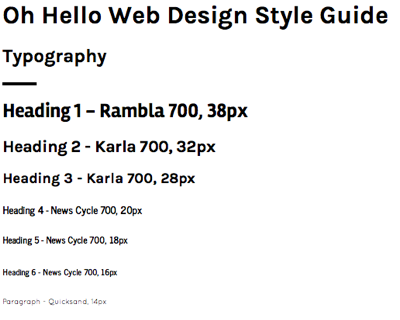 Oh Hello Web Design Style Guide
Typography
Heading 1 – Rambla 700, 38px
Heading 2 - Karla 700, 32px
Heading 3 - Karla 700, 28px
Heading 4 - News Cycle 700, 20px
Heading 5 - News Cycle 700, 18px
Heading 6 - News Cycle 700, 16px
Paragraph - Quicksand, 14px